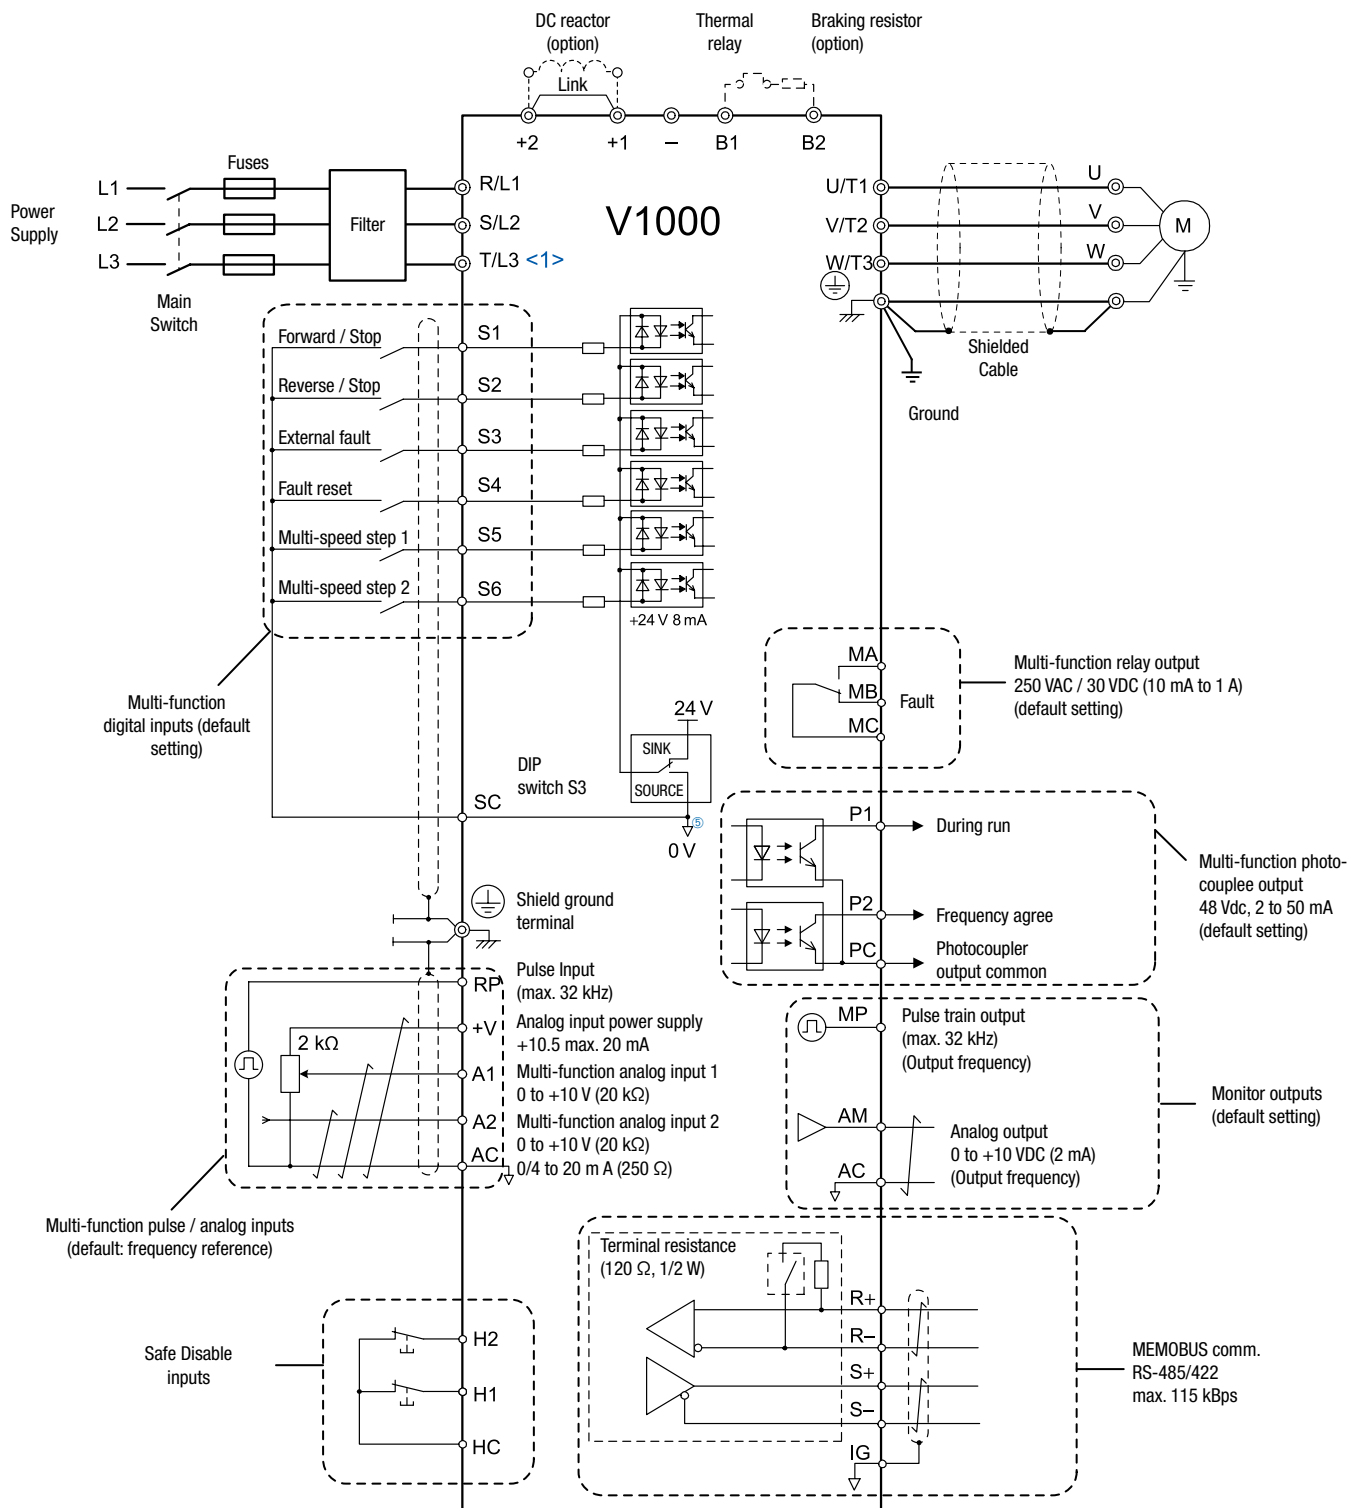 DC reactor
(option)
Thermal
relay
Braking resistor
(option)
Link
+2
+1
–
B1
B2
Power
Supply
L1
L2
L3
Fuses
Filter
Main
Switch
R/L1
S/L2
T/L3 <1>
V1000
U/T1
V/T2
W/T3
U
V
W
M
Shielded
Cable
Ground
Forward / Stop
S1
Reverse / Stop
S2
External fault
S3
Fault reset
S4
Multi-speed step 1
S5
Multi-speed step 2
S6
+24 V 8 mA
Multi-function
digital inputs (default
setting)
24 V
SINK
SOURCE
DIP
switch S3
SC
⑤
0 V
MA
MB
MC
Fault
Multi-function relay output
250 VAC / 30 VDC (10 mA to 1 A)
(default setting)
P1
During run
P2
Frequency agree
PC
Photocoupler
output common
Multi-function photo-
couplee output
48 Vdc, 2 to 50 mA
(default setting)
Shield ground
terminal
RP
Pulse Input
(max. 32 kHz)
+V
Analog input power supply
+10.5 max. 20 mA
2 kΩ
A1
Multi-function analog input 1
0 to +10 V (20 kΩ)
A2
Multi-function analog input 2
0 to +10 V (20 kΩ)
0/4 to 20 m A (250 Ω)
AC
Multi-function pulse / analog inputs
(default: frequency reference)
MP
Pulse train output
(max. 32 kHz)
(Output frequency)
AM
Analog output
0 to +10 VDC (2 mA)
(Output frequency)
AC
Monitor outputs
(default setting)
Terminal resistance
(120 Ω, 1/2 W)
R+
R–
S+
S–
IG
MEMOBUS comm.
RS-485/422
max. 115 kBps
Safe Disable
inputs
H2
H1
HC